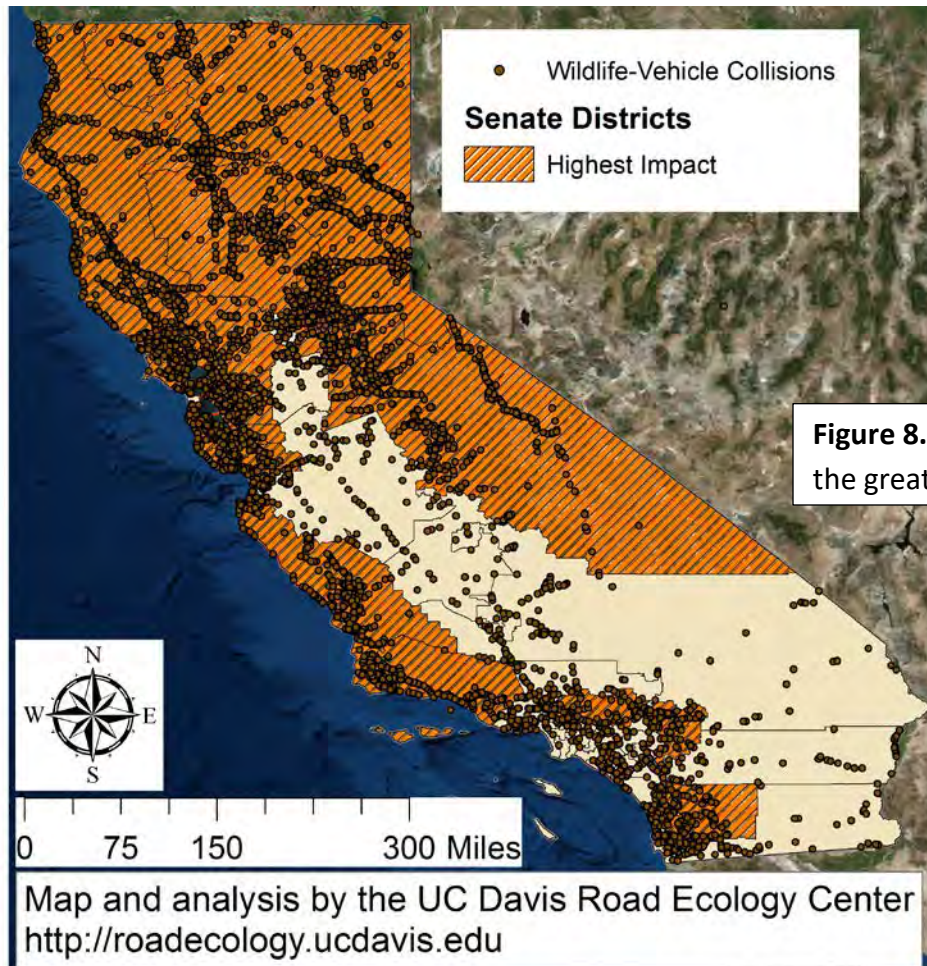 Wildlife-Vehicle Collisions
Senate Districts
Highest Impact
Figure 8.
the great
N
W E
S
0 75 150 300 Miles
Map and analysis by the UC Davis Road Ecology Center
http://roadecology.ucdavis.edu